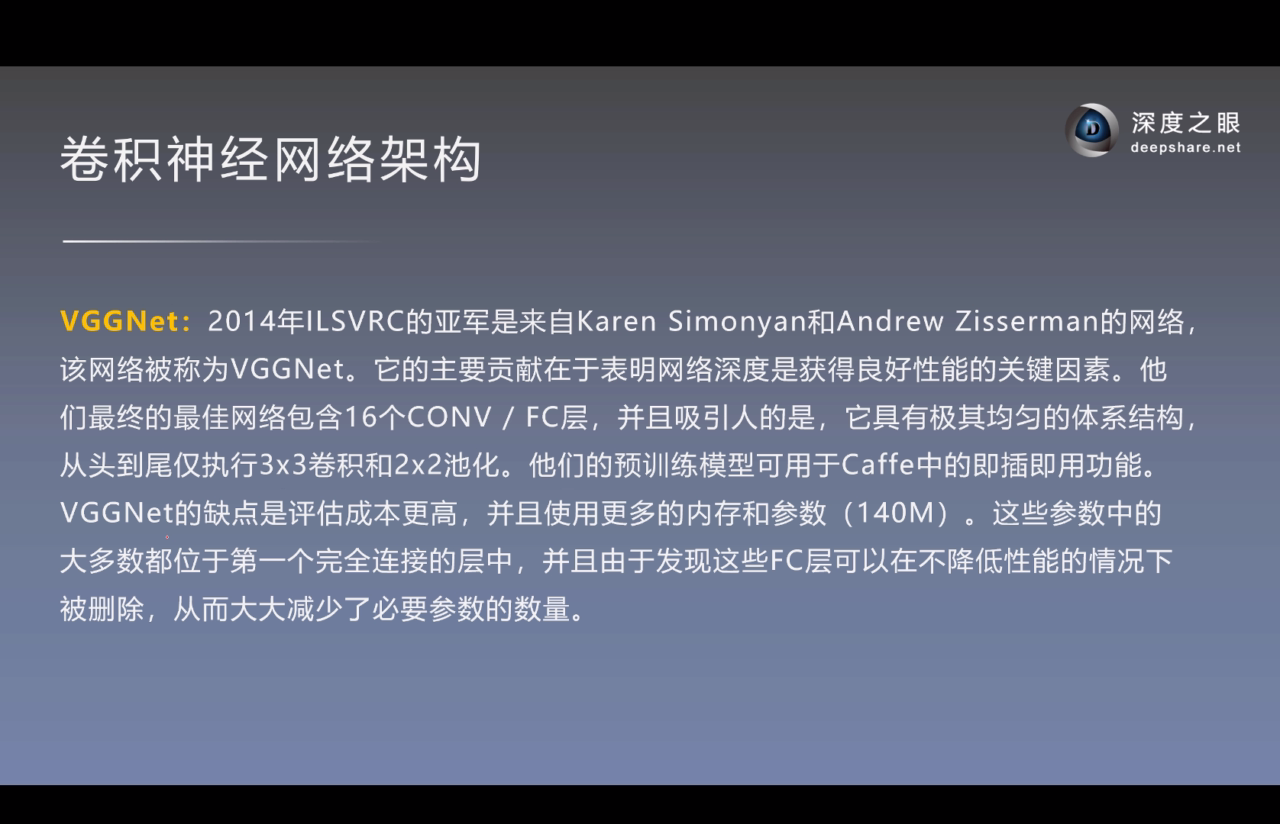 卷积神经网络架构
深度之眼
deepshare.net
VGGNet：2014年ILSVRC的亚军是来自Karen Simonyan和Andrew Zisserman的网络，
该网络被称为VGGNet。它的主要贡献在于表明网络深度是获得良好性能的关键因素。他
们最终的最佳网络包含16个CONV / FC层，并且吸引人的是，它具有极其均匀的体系结构，
从头到尾仅执行3x3卷积和2x2池化。他们的预训练模型可用于Caffe中的即插即用功能。
VGGNet的缺点是评估成本更高，并且使用更多的内存和参数（140M）。这些参数中的
大多数都位于第一个完全连接的层中，并且由于发现这些FC层可以在不降低性能的情况下
被删除，从而大大减少了必要参数的数量。